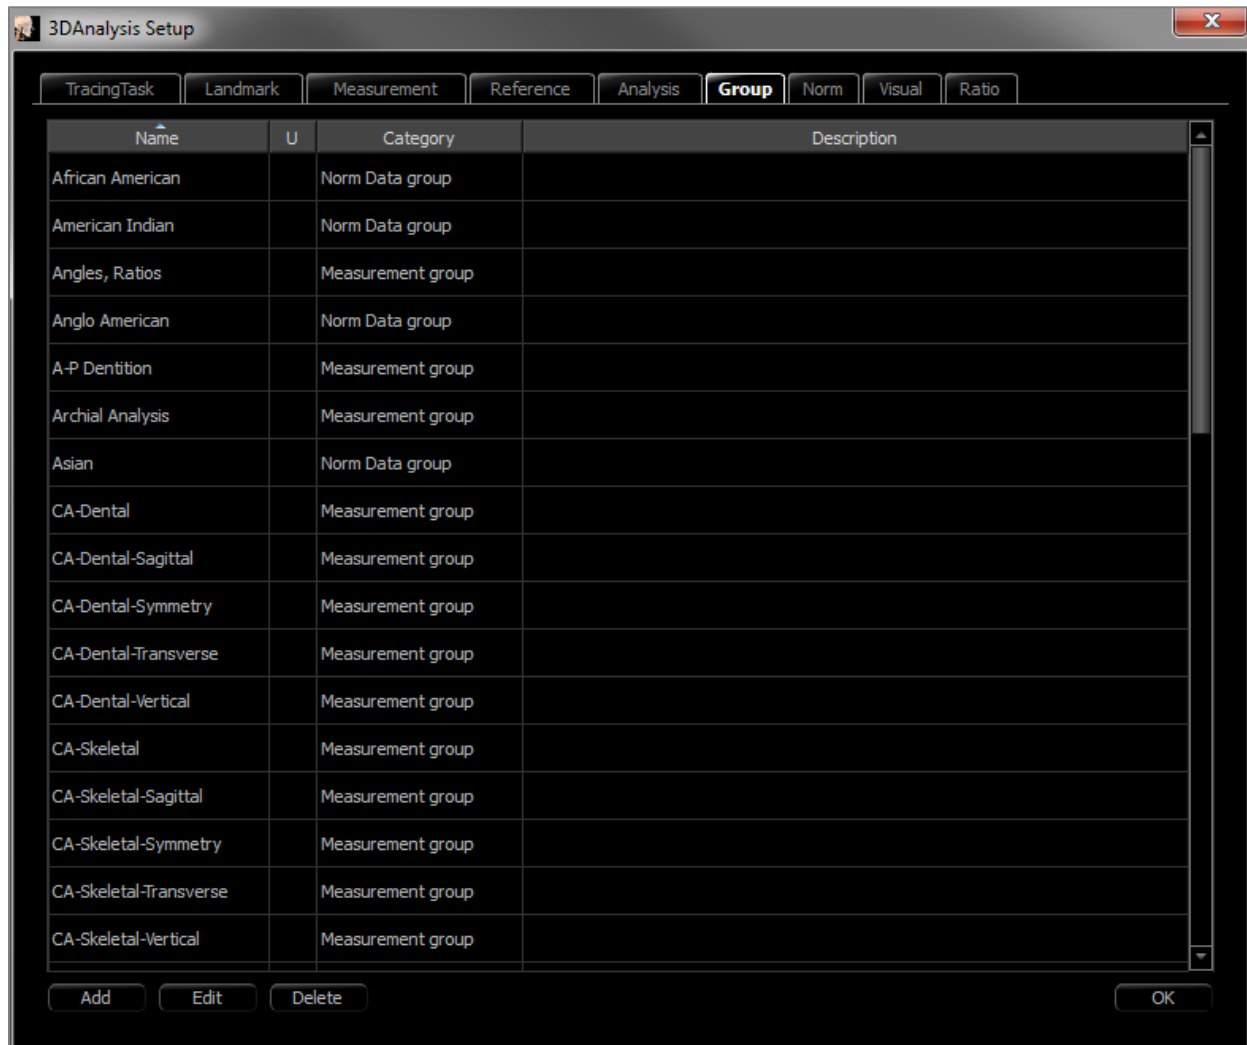 3DAnalysis Setup
TracingTask Landmark Measurement Reference Analysis Group Norm Visual Ratio
Name U Category Description
African American Norm Data group
American Indian Norm Data group
Angles, Ratios Measurement group
Anglo American Norm Data group
A-P Dentition Measurement group
Archial Analysis Measurement group
Asian Norm Data group
CA-Dental Measurement group
CA-Dental-Sagittal Measurement group
CA-Dental-Symmetry Measurement group
CA-Dental-Transverse Measurement group
CA-Dental-Vertical Measurement group
CA-Skeletal Measurement group
CA-Skeletal-Sagittal Measurement group
CA-Skeletal-Symmetry Measurement group
CA-Skeletal-Transverse Measurement group
CA-Skeletal-Vertical Measurement group
Add Edit Delete OK